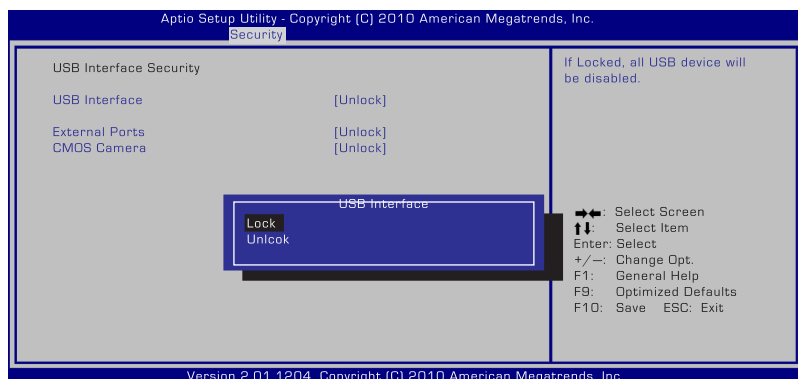 Aptio Setup Utility - Copyright (C) 2010 American Megatrends, Inc.
Security
USB Interface Security
USB Interface [Unlock]
External Ports [Unlock]
CMOS Camera [Unlock]
If Locked, all USB device will
be disabled.
USB Interface
Lock
Unlcok
→←: Select Screen
↑↓: Select Item
Enter: Select
+/—: Change Opt.
F1: General Help
F9: Optimized Defaults
F10: Save ESC: Exit
Version 2.01.1204. Copyright (C) 2010 American Megatrends, Inc.